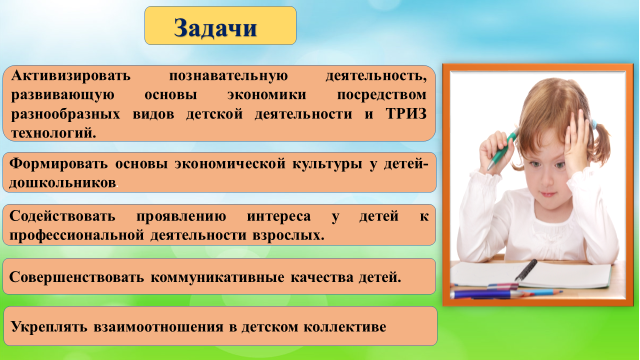 Задачи
Активизировать познавательную деятельность,
развивающую основы экономики посредством
разнообразных видов детской деятельности и ТРИЗ
технологий.
Формировать основы экономической культуры у детей-
дошкольников
Содействовать проявлению интереса у детей к
профессиональной деятельности взрослых.
Совершенствовать коммуникативные качества детей.
Укреплять взаимоотношения в детском коллективе